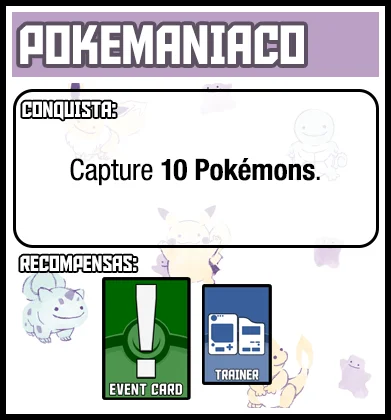 POKEMANIACO
CONQUISTA:
Capture 10 Pokémons.
RECOMPENSAS:
!
EVENT CARD
TRAINER